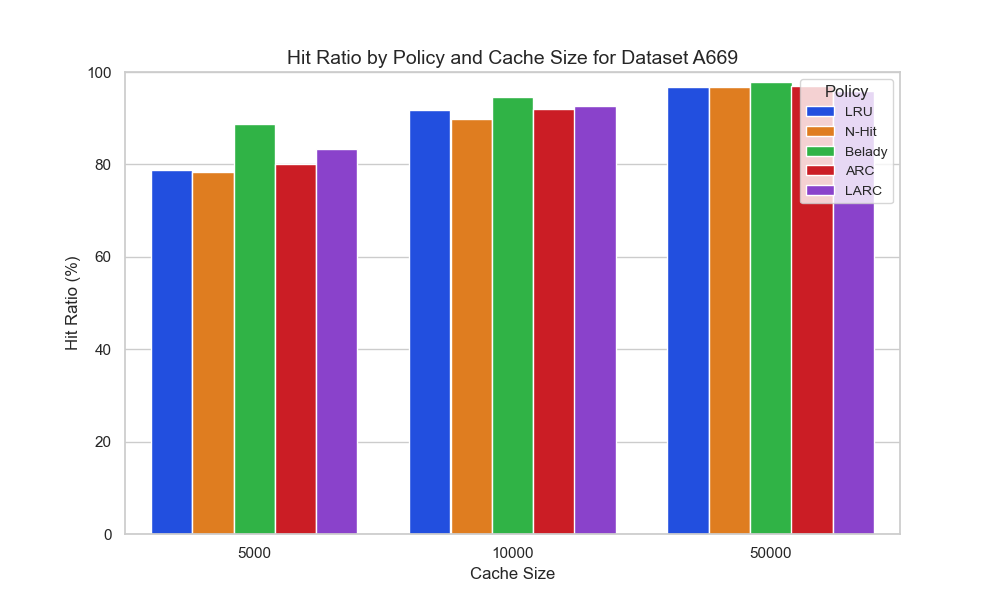 Hit Ratio by Policy and Cache Size for Dataset A669
Hit Ratio (%)
100
80
60
40
20
0
Policy
LRU
N-Hit
Belady
ARC
LARC
5000 10000 50000
Cache Size